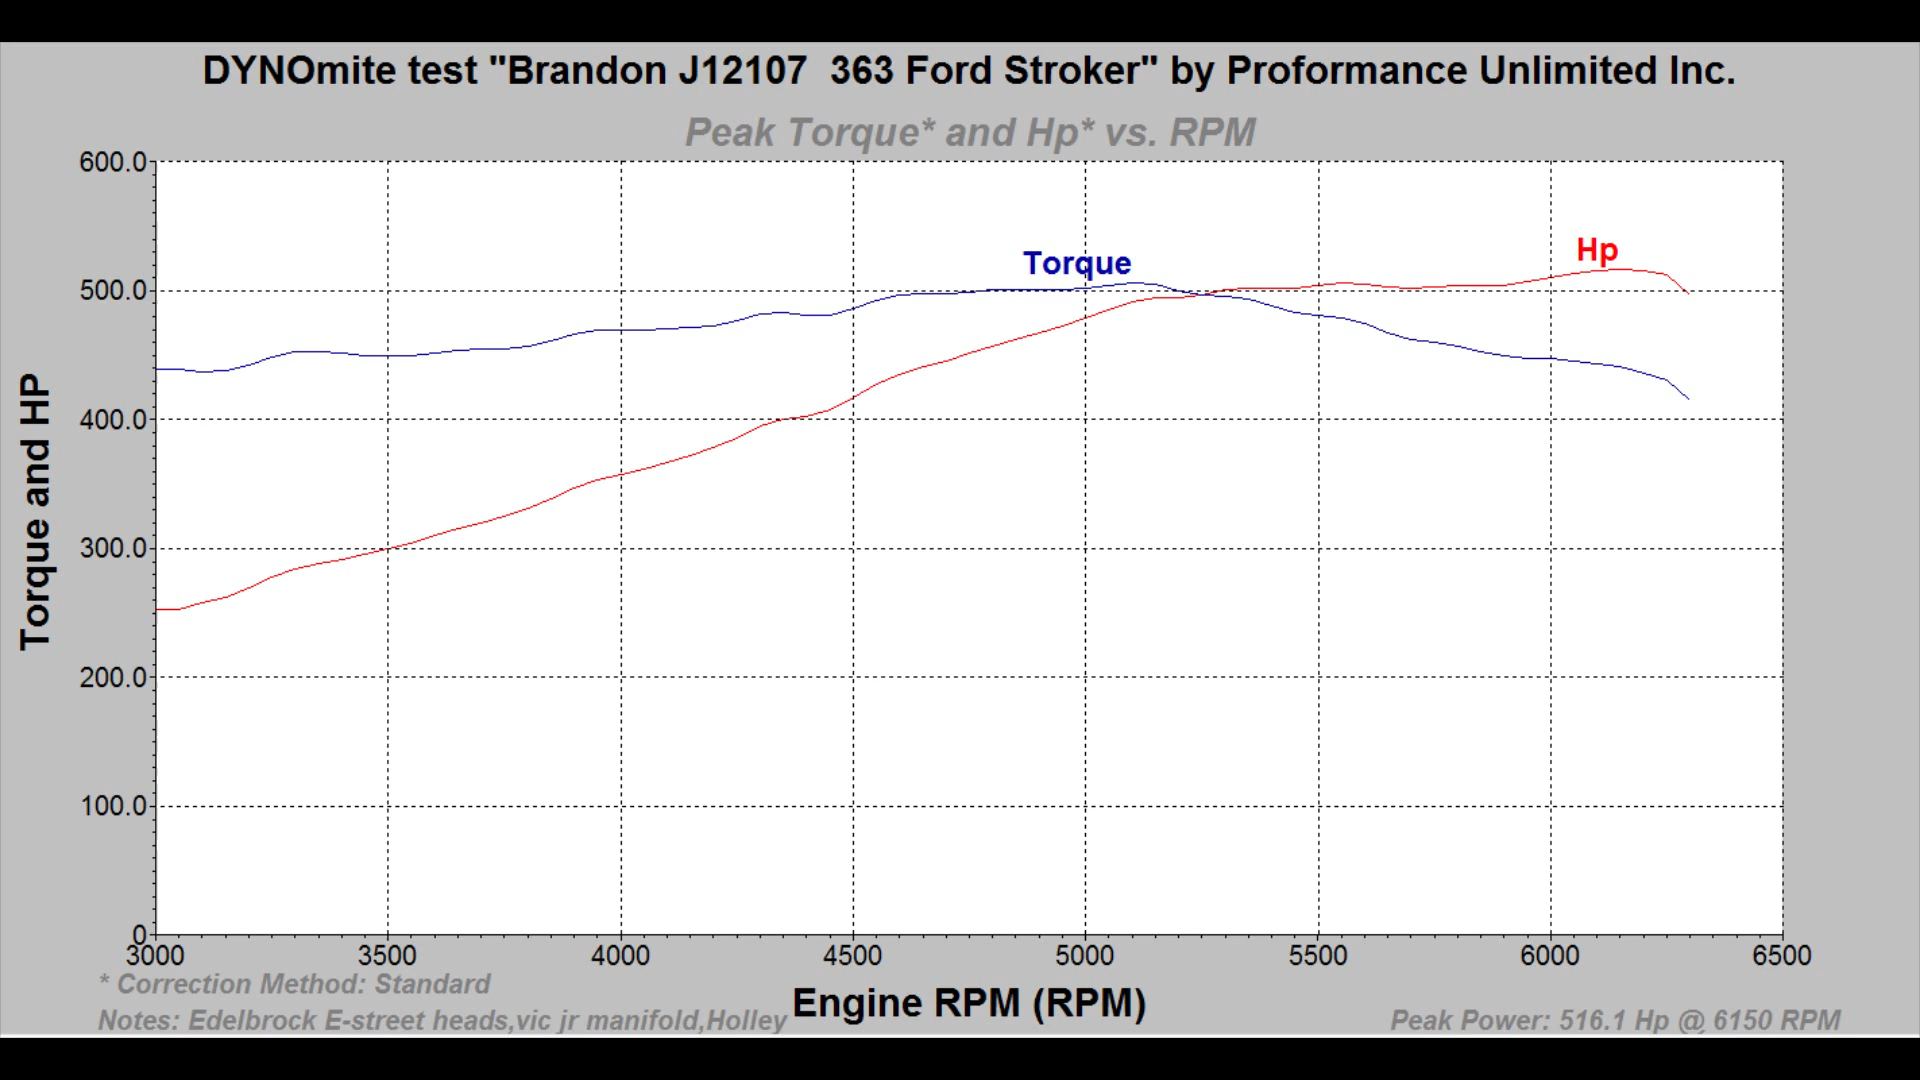 DYNOmite test "Brandon J12107  363 Ford Stroker" by Proformance Unlimited Inc.
Peak Torque* and Hp* vs. RPM
600.0
500.0
400.0
300.0
200.0
100.0
0
Torque and HP
Torque
Hp
3000 3500 4000 4500 5000 5500 6000 6500
* Correction Method: Standard
Engine RPM (RPM)
Notes: Edelbrock E-street heads,vic jr manifold,Holley
Peak Power: 516.1 Hp @ 6150 RPM